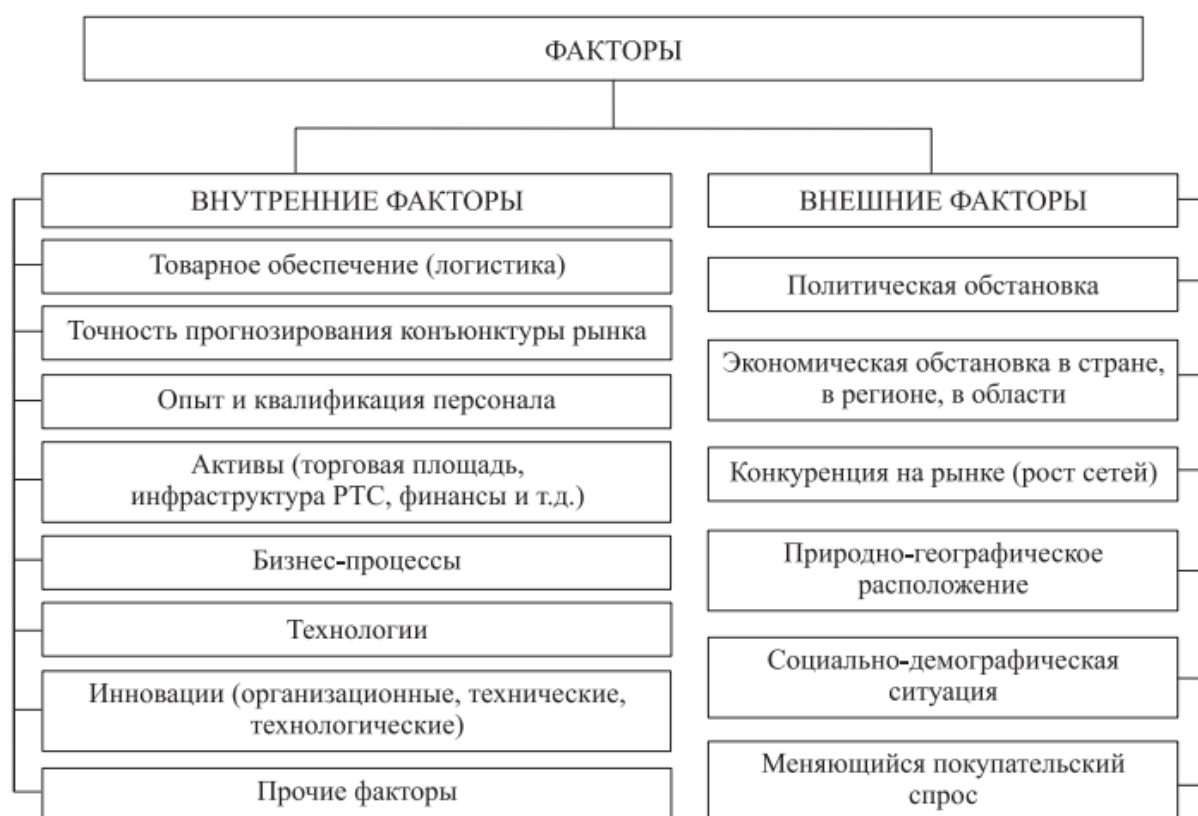 ФАКТОРЫ
ВНУТРЕННИЕ ФАКТОРЫ
Товарное обеспечение (логистика)
Точность прогнозирования конъюнктуры рынка
Опыт и квалификация персонала
Активы (торговая площадь,
инфраструктура РТС, финансы и т.д.)
Бизнес-процессы
Технологии
Инновации (организационные, технические,
технологические)
Прочие факторы
ВНЕШНИЕ ФАКТОРЫ
Политическая обстановка
Экономическая обстановка в стране,
в регионе, в области
Конкуренция на рынке (рост сетей)
Природно-географическое
расположение
Социально-демографическая
ситуация
Меняющийся покупательский
спрос